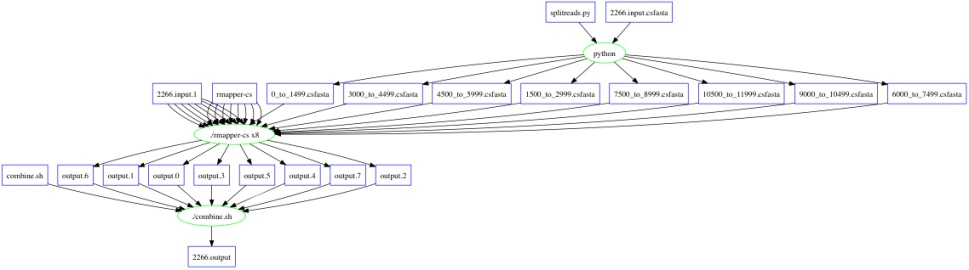 splitreads.py
2266.input.csfasta
python
2266.input.1
rmapper-cs
0_to_1499.csfasta
3000_to_4499.csfasta
4500_to_5999.csfasta
1500_to_2999.csfasta
7500_to_8999.csfasta
10500_to_11999.csfasta
9000_to_10499.csfasta
6000_to_7499.csfasta
./rmapper-cs x8
combine.sh
output.6
output.1
output.0
output.3
output.5
output.4
output.7
output.2
./combine.sh
2266.output